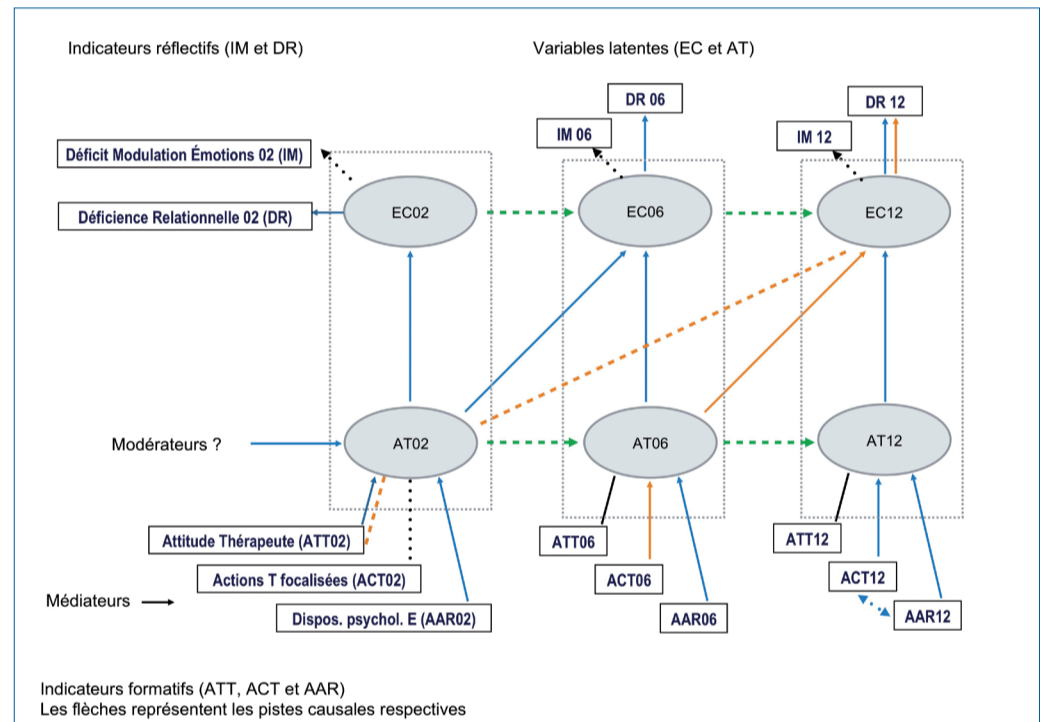 Indicateurs réflectifs (IM et DR)
Variables latentes (EC et AT)
DR 06
DR 12
IM 06
IM 12
Déficit Modulation Émotions 02 (IM)
Déficience Relationnelle 02 (DR)
EC02
EC06
EC12
Modérateurs ?
AT02
AT06
AT12
Attitude Thérapeute (ATT02)
ATT06
ATT12
Actions T focalisées (ACT02)
ACT06
ACT12
Médiateurs
Dispos. psychol. E (AAR02)
AAR06
AAR12
Indicateurs formatifs (ATT, ACT et AAR)
Les flèches représentent les pistes causales respectives